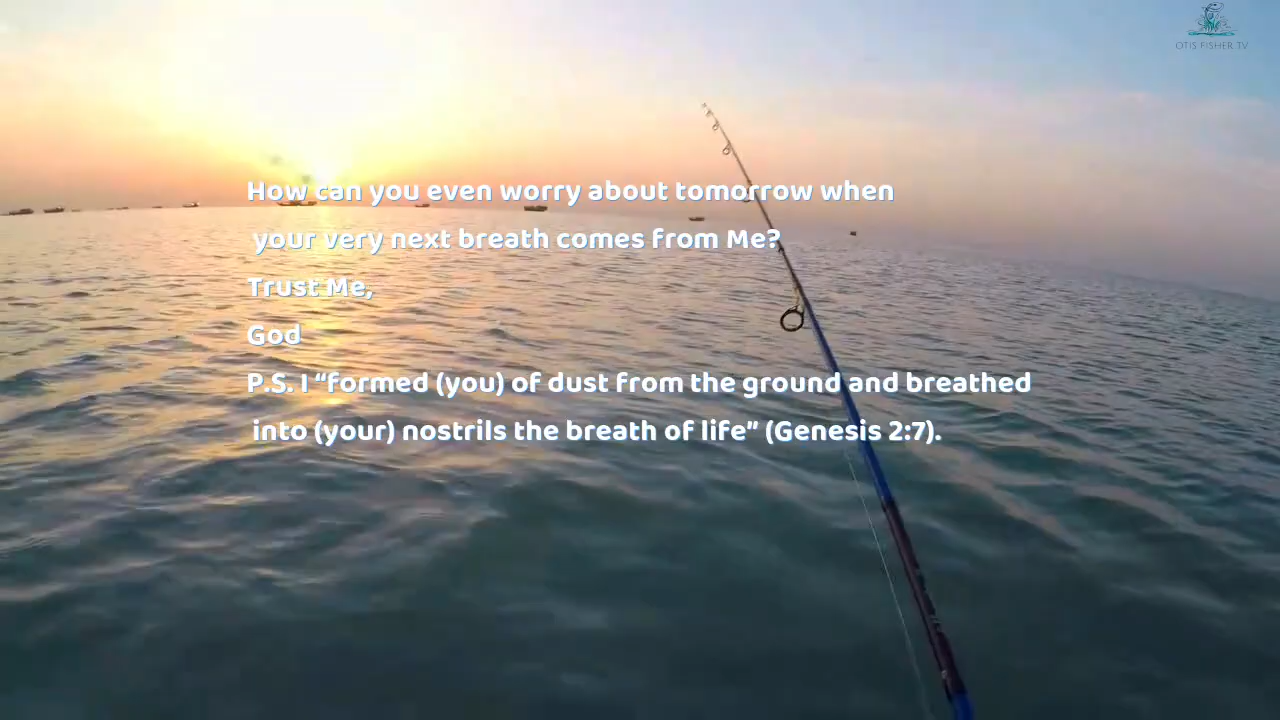 OTIS FISHER TV
How can you even worry about tomorrow when
your very next breath comes from Me?
Trust Me,
God
P.S. I “formed (you) of dust from the ground and breathed
into (your) nostrils the breath of life” (Genesis 2:7).